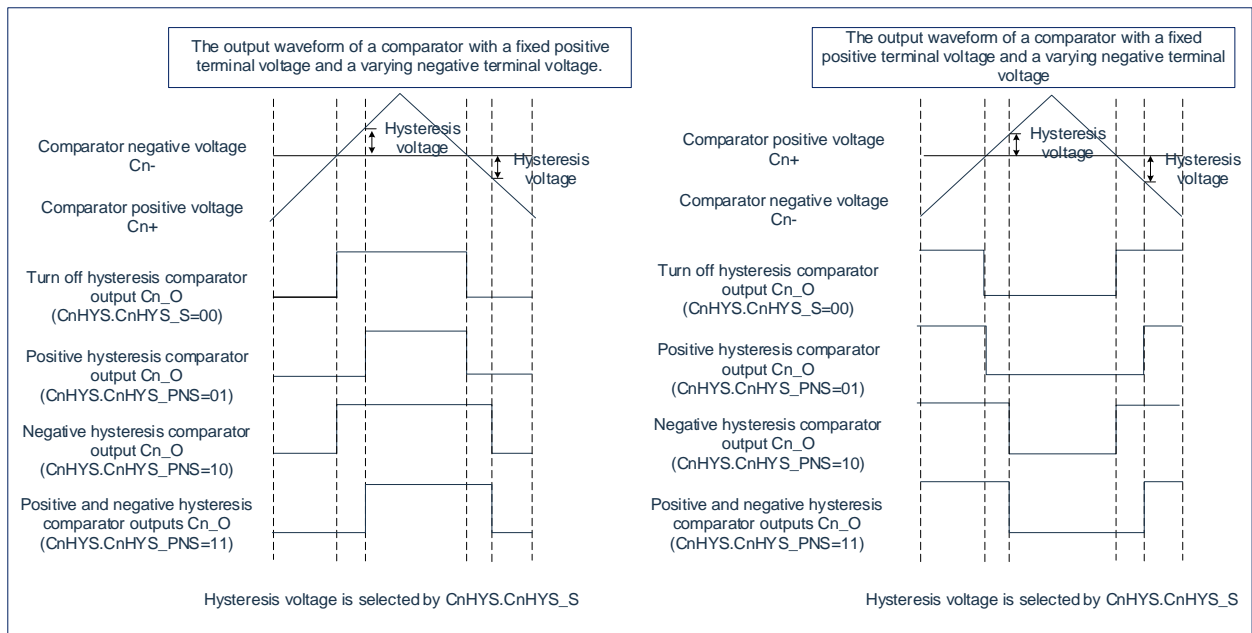 The output waveform of a comparator with a fixed positive
terminal voltage and a varying negative terminal voltage.
Hysteresis
voltage
Hysteresis
voltage
Comparator negative voltage
Cn-
Comparator positive voltage
Cn+
Turn off hysteresis comparator
output Cn_O
(CnHYS.CnHYS_S=00)
Positive hysteresis comparator
output Cn_O
(CnHYS.CnHYS_PNS=01)
Negative hysteresis comparator
output Cn_O
(CnHYS.CnHYS_PNS=10)
Positive and negative hysteresis
comparator outputs Cn_O
(CnHYS.CnHYS_PNS=11)
Hysteresis voltage is selected by CnHYS.CnHYS_S
The output waveform of a comparator with a fixed
positive terminal voltage and a varying negative terminal
voltage
Hysteresis
voltage
Hysteresis
voltage
Comparator positive voltage
Cn+
Comparator negative voltage
Cn-
Turn off hysteresis comparator
output Cn_O
(CnHYS.CnHYS_S=00)
Positive hysteresis comparator
output Cn_O
(CnHYS.CnHYS_PNS=01)
Negative hysteresis comparator
output Cn_O
(CnHYS.CnHYS_PNS=10)
Positive and negative hysteresis
comparator outputs Cn_O
(CnHYS.CnHYS_PNS=11)
Hysteresis voltage is selected by CnHYS.CnHYS_S